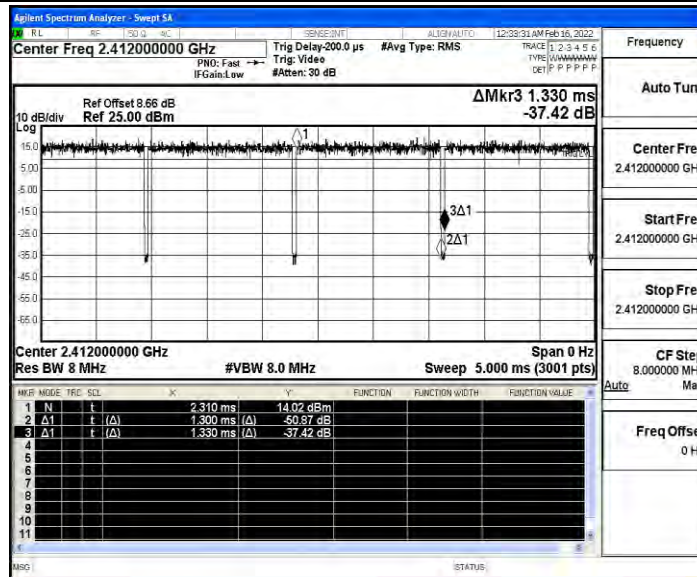 Agilent Spectrum Analyzer - Swept SA
RL RF 50 Ω AC SENSE:INT ALIGN AUTO 12:33:31 AM Feb 16, 2022
Center Freq 2.412000000 GHz
PNO: Fast
IFGain:Low
Trig Delay-200.0 µs
Trig: Video
#Atten: 30 dB
#Avg Type: RMS
TRACE 1 2 3 4 5 6
TYPE WWWWWW
DET P P P P P P
ΔMkr3 1.330 ms
-37.42 dB
10 dB/div
Log
Ref Offset 8.66 dB
Ref 25.00 dBm
15.0
5.00
-5.00
-15.0
-25.0
-35.0
-45.0
-55.0
-65.0
1
3Δ1
2Δ1
Center 2.412000000 GHz
Span 0 Hz
Res BW 8 MHz
#VBW 8.0 MHz
Sweep 5.000 ms (3001 pts)
MKR MODE TRC SCL X Y FUNCTION FUNCTION WIDTH FUNCTION VALUE
1 N t 2.310 ms 14.02 dBm
2 Δ1 t (Δ) 1.300 ms (Δ) -50.87 dB
3 Δ1 t (Δ) 1.330 ms (Δ) -37.42 dB
4
5
6
7
8
9
10
11
MSG
STATUS
Frequency
Auto Tun
Center Fre
2.412000000 GH
Start Fre
2.412000000 GH
Stop Fre
2.412000000 GH
CF Ste
8.000000 MH
Auto Ma
Freq Offse
0 H